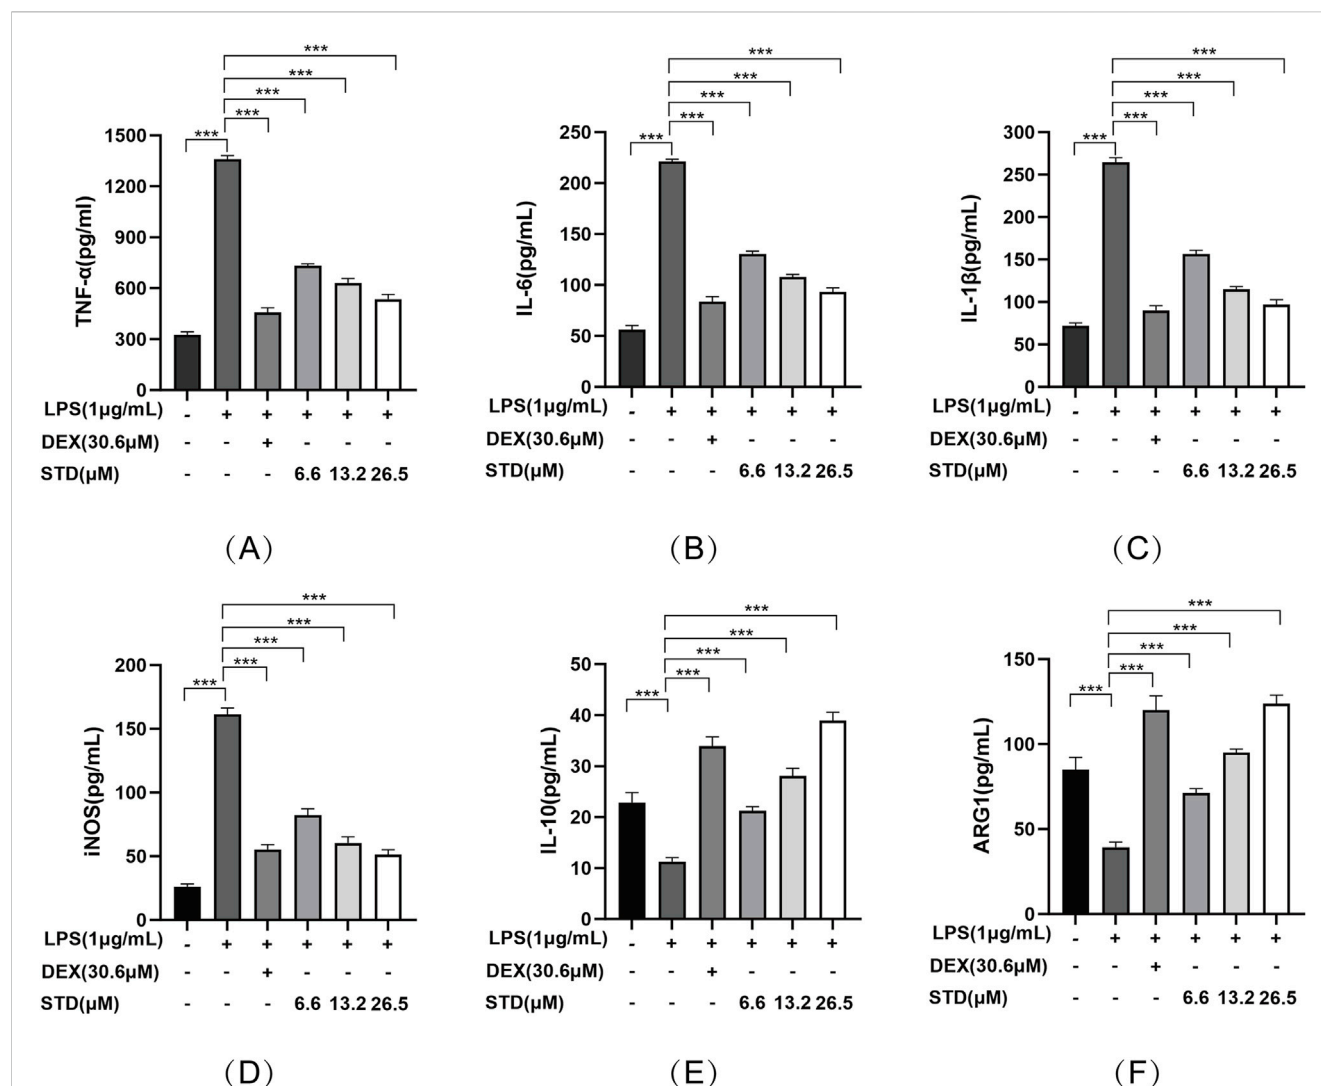 ***
***
***
***
***
TNF-α(pg/ml)
1500
1200
900
600
300
0
LPS(1μg/mL) - + + + + +
DEX(30.6μM) - - + - - -
STD(μM) - - - 6.6 13.2 26.5
(A)
***
***
***
***
***
IL-6(pg/mL)
250
200
150
100
50
0
LPS(1μg/mL) - + + + + +
DEX(30.6μM) - - + - - -
STD(μM) - - - 6.6 13.2 26.5
(B)
***
***
***
***
***
IL-1β(pg/mL)
300
250
200
150
100
50
0
LPS(1μg/mL) - + + + + +
DEX(30.6μM) - - + - - -
STD(μM) - - - 6.6 13.2 26.5
(C)
***
***
***
***
***
iNOS(pg/mL)
200
150
100
50
0
LPS(1μg/mL) - + + + + +
DEX(30.6μM) - - + - - -
STD(μM) - - - 6.6 13.2 26.5
(D)
***
***
***
***
***
IL-10(pg/mL)
50
40
30
20
10
0
LPS(1μg/mL) - + + + + +
DEX(30.6μM) - - + - - -
STD(μM) - - - 6.6 13.2 26.5
(E)
***
***
***
***
***
ARG1(pg/mL)
150
100
50
0
LPS(1μg/mL) - + + + + +
DEX(30.6μM) - - + - - -
STD(μM) - - - 6.6 13.2 26.5
(F)